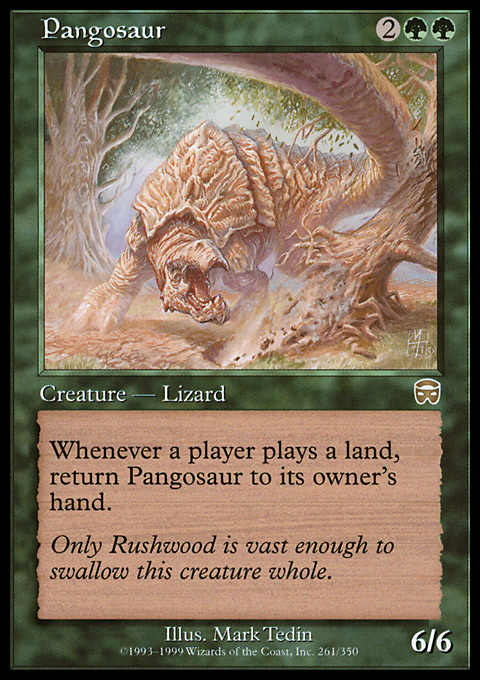 Pangosaur 2
Creature — Lizard
Whenever a player plays a land,
return Pangosaur to its owner's
hand.
Only Rushwood is vast enough to
swallow this creature whole.
Illus. Mark Tedin
©1993–1999 Wizards of the Coast, Inc. 261/350
6/6